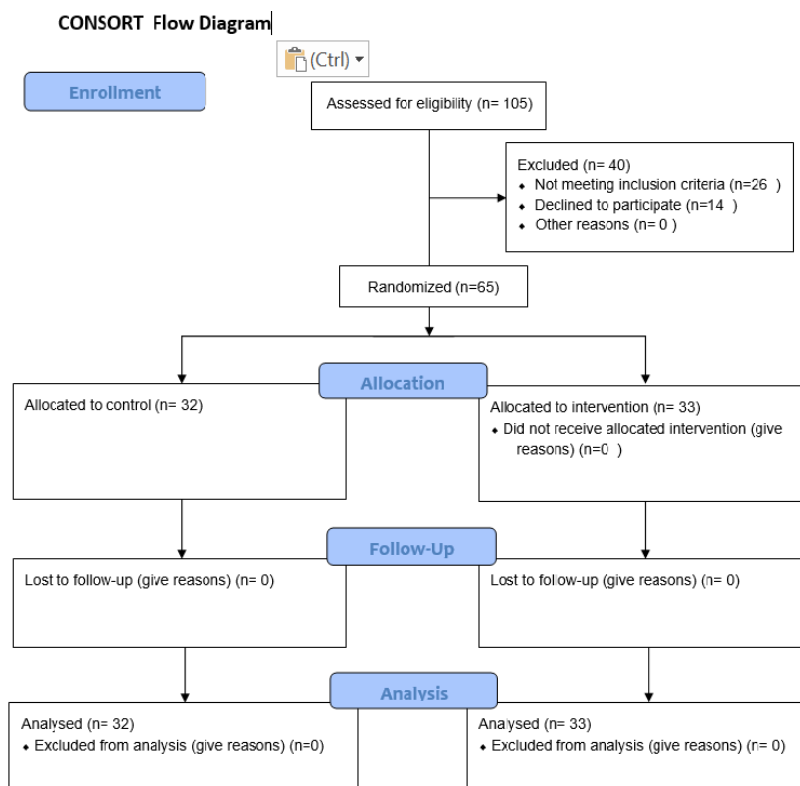 CONSORT Flow Diagram
(Ctrl)
Enrollment
Assessed for eligibility (n= 105)
Excluded (n= 40)
⬥ Not meeting inclusion criteria (n=26 )
⬥ Declined to participate (n=14 )
⬥ Other reasons (n= 0 )
Randomized (n=65)
Allocation
Allocated to control (n= 32)
Allocated to intervention (n= 33)
⬥ Did not receive allocated intervention (give
reasons) (n=0 )
Follow-Up
Lost to follow-up (give reasons) (n= 0)
Lost to follow-up (give reasons) (n= 0)
Analysis
Analysed (n= 32)
⬥ Excluded from analysis (give reasons) (n=0)
Analysed (n= 33)
⬥ Excluded from analysis (give reasons) (n= 0)